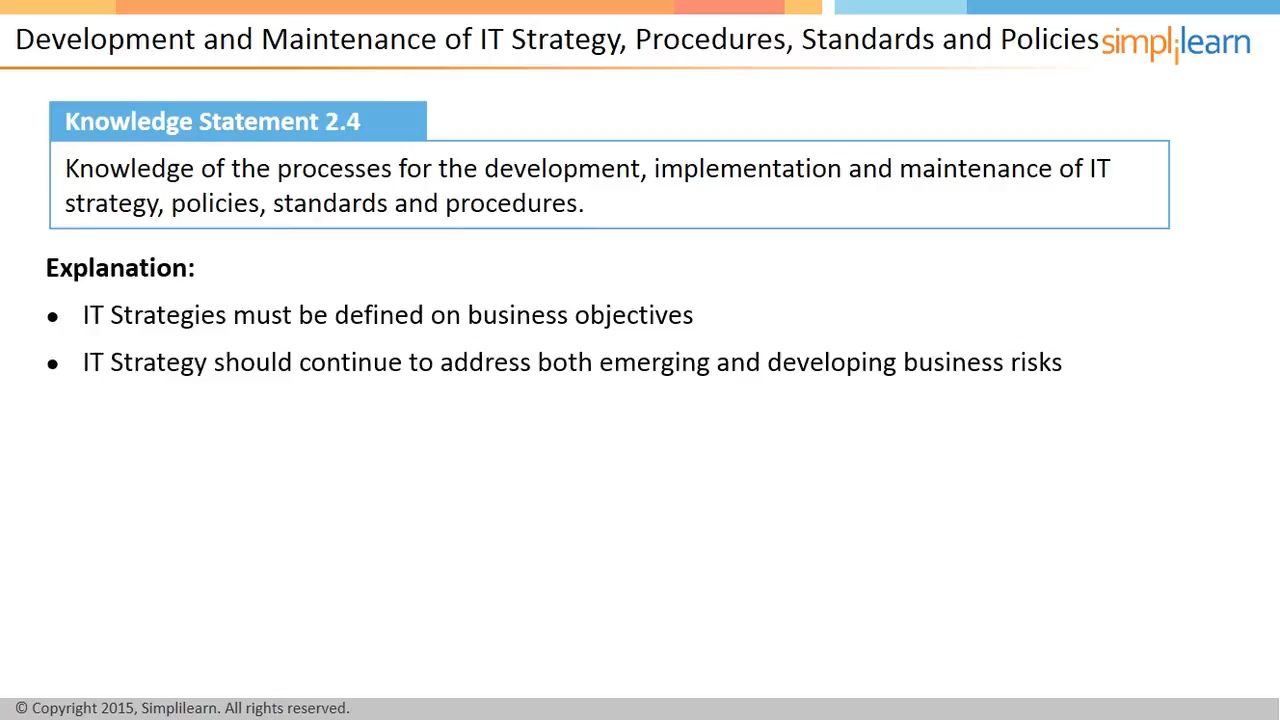 Development and Maintenance of IT Strategy, Procedures, Standards and Policies
simplilearn
Knowledge Statement 2.4
Knowledge of the processes for the development, implementation and maintenance of IT
strategy, policies, standards and procedures.
Explanation:
• IT Strategies must be defined on business objectives
• IT Strategy should continue to address both emerging and developing business risks
© Copyright 2015, Simplilearn. All rights reserved.